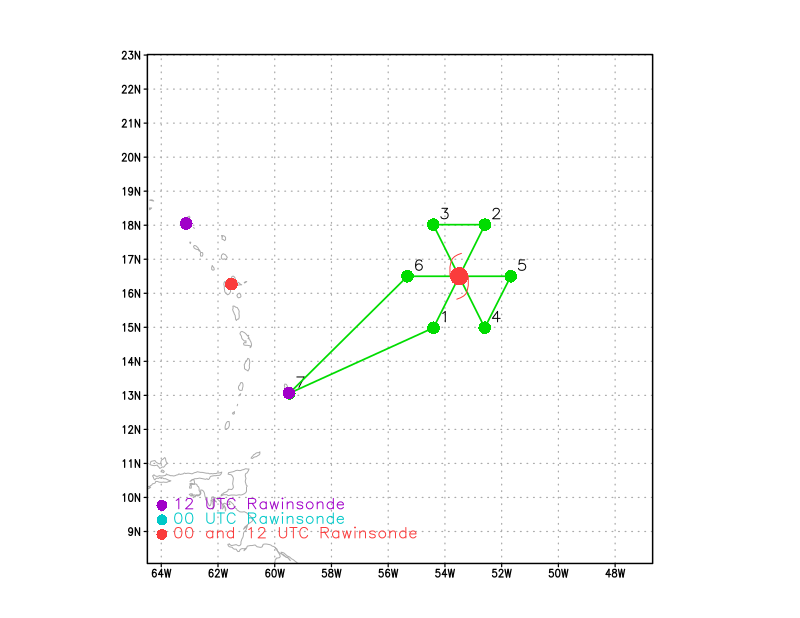 23N
22N
21N
20N
19N
18N
17N
16N
15N
14N
13N
12N
11N
10N
9N
3 2
6 5
1 4
7
12 UTC Rawinsonde
00 UTC Rawinsonde
00 and 12 UTC Rawinsonde
64W 62W 60W 58W 56W 54W 52W 50W 48W